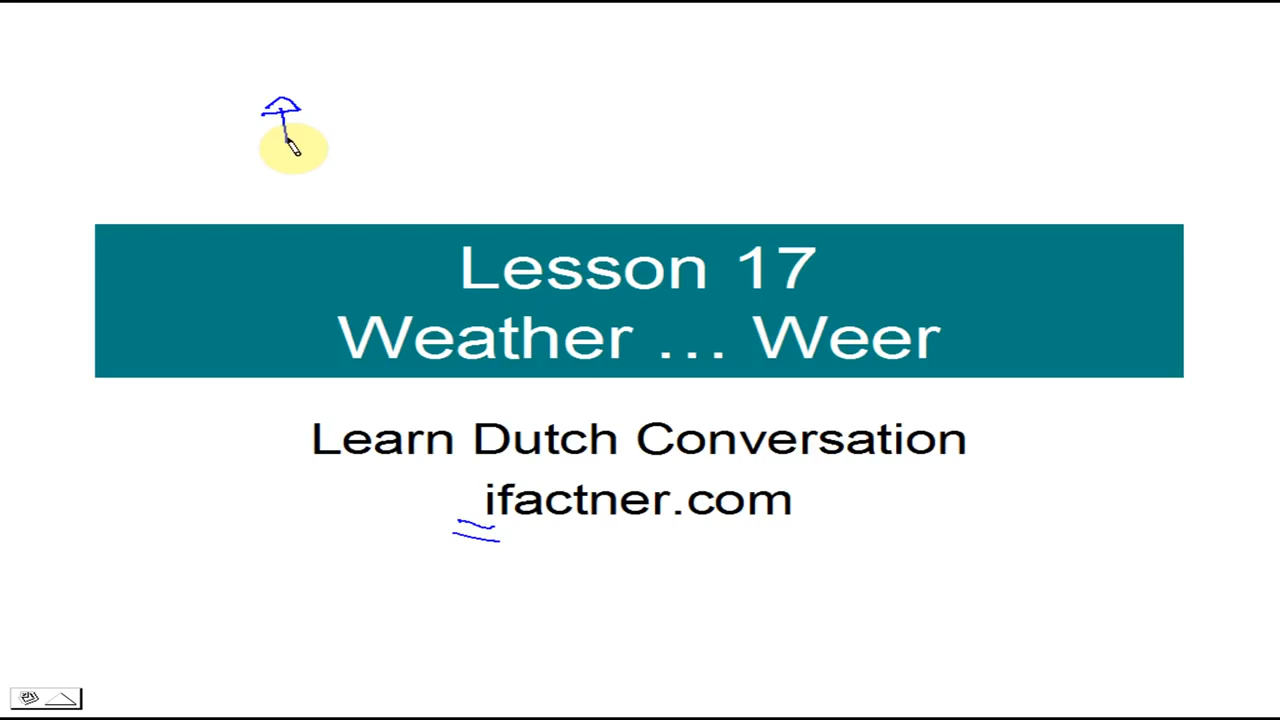 Lesson 17
Weather ... Weer
Learn Dutch Conversation
ifactner.com